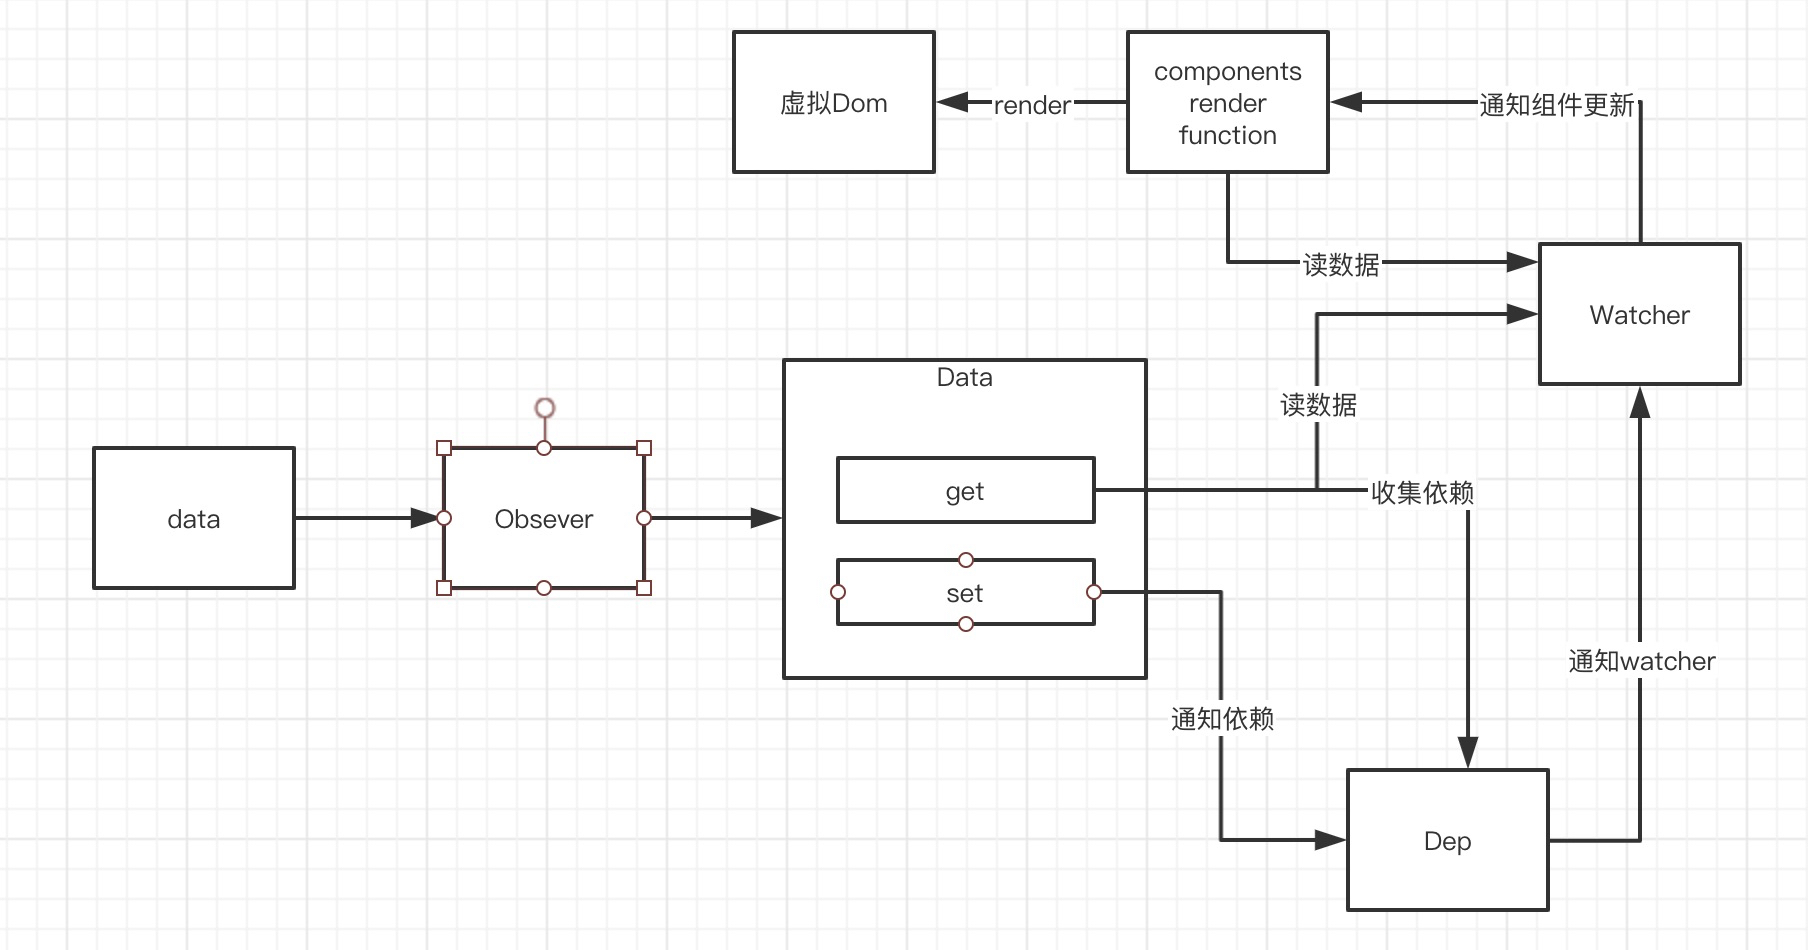 虚拟Dom
render
components
render
function
通知组件更新
读数据
Watcher
读数据
Data
get
收集依赖
data
Obsever
set
通知watcher
通知依赖
Dep